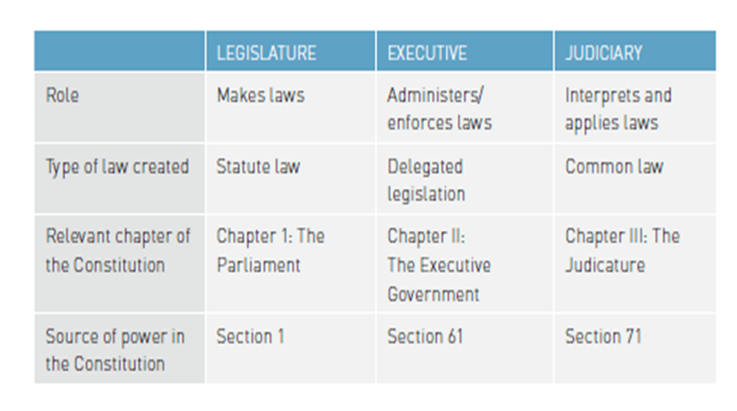 LEGISLATURE EXECUTIVE JUDICIARY
Role Makes laws Administers/ Interprets and
enforces laws applies laws
Type of law created Statute law Delegated Common law
legislation
Relevant chapter of Chapter 1: The Chapter II: Chapter III: The
the Constitution Parliament The Executive Judicature
Government
Source of power in Section 1 Section 61 Section 71
the Constitution